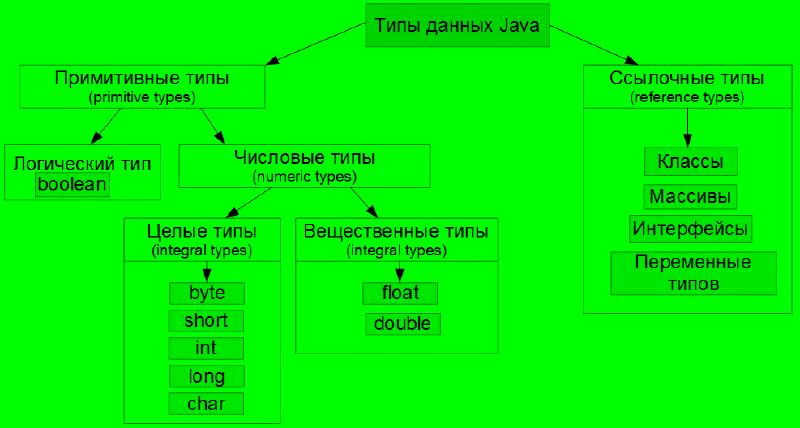 Типы данных Java
Примитивные типы
(primitive types)
Ссылочные типы
(reference types)
Логический тип
boolean
Числовые типы
(numeric types)
Классы
Массивы
Интерфейсы
Переменные
типов
Целые типы
(integral types)
byte
short
int
long
char
Вещественные типы
(integral types)
float
double